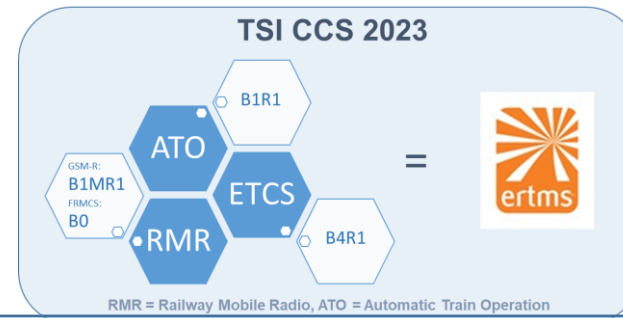 TSI CCS 2023
B1R1
ATO
GSM-R:
B1MR1
FRMCS:
B0
ETCS
=
ertms
RMR
B4R1
RMR = Railway Mobile Radio, ATO = Automatic Train Operation